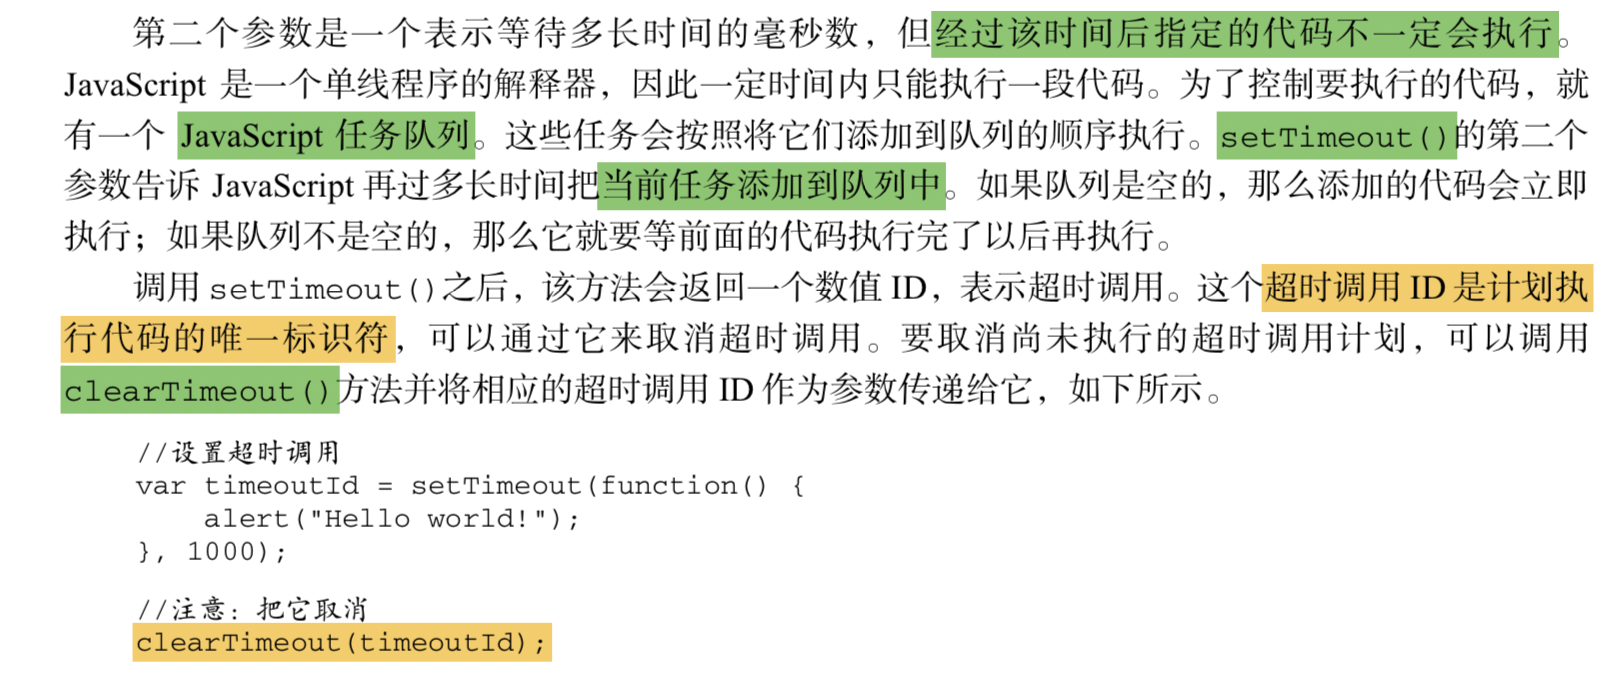 第二个参数是一个表示等待多长时间的毫秒数，但经过该时间后指定的代码不一定会执行。
JavaScript 是一个单线程序的解释器，因此一定时间内只能执行一段代码。为了控制要执行的代码，就
有一个 JavaScript 任务队列。这些任务会按照将它们添加到队列的顺序执行。setTimeout()的第二个
参数告诉 JavaScript 再过多长时间把当前任务添加到队列中。如果队列是空的，那么添加的代码会立即
执行；如果队列不是空的，那么它就要等前面的代码执行完了以后再执行。
调用 setTimeout()之后，该方法会返回一个数值 ID，表示超时调用。这个超时调用 ID 是计划执
行代码的唯一标识符，可以通过它来取消超时调用。要取消尚未执行的超时调用计划，可以调用
clearTimeout()方法并将相应的超时调用 ID 作为参数传递给它，如下所示。
//设置超时调用
var timeoutId = setTimeout(function() {
    alert("Hello world!");
}, 1000);
//注意：把它取消
clearTimeout(timeoutId);